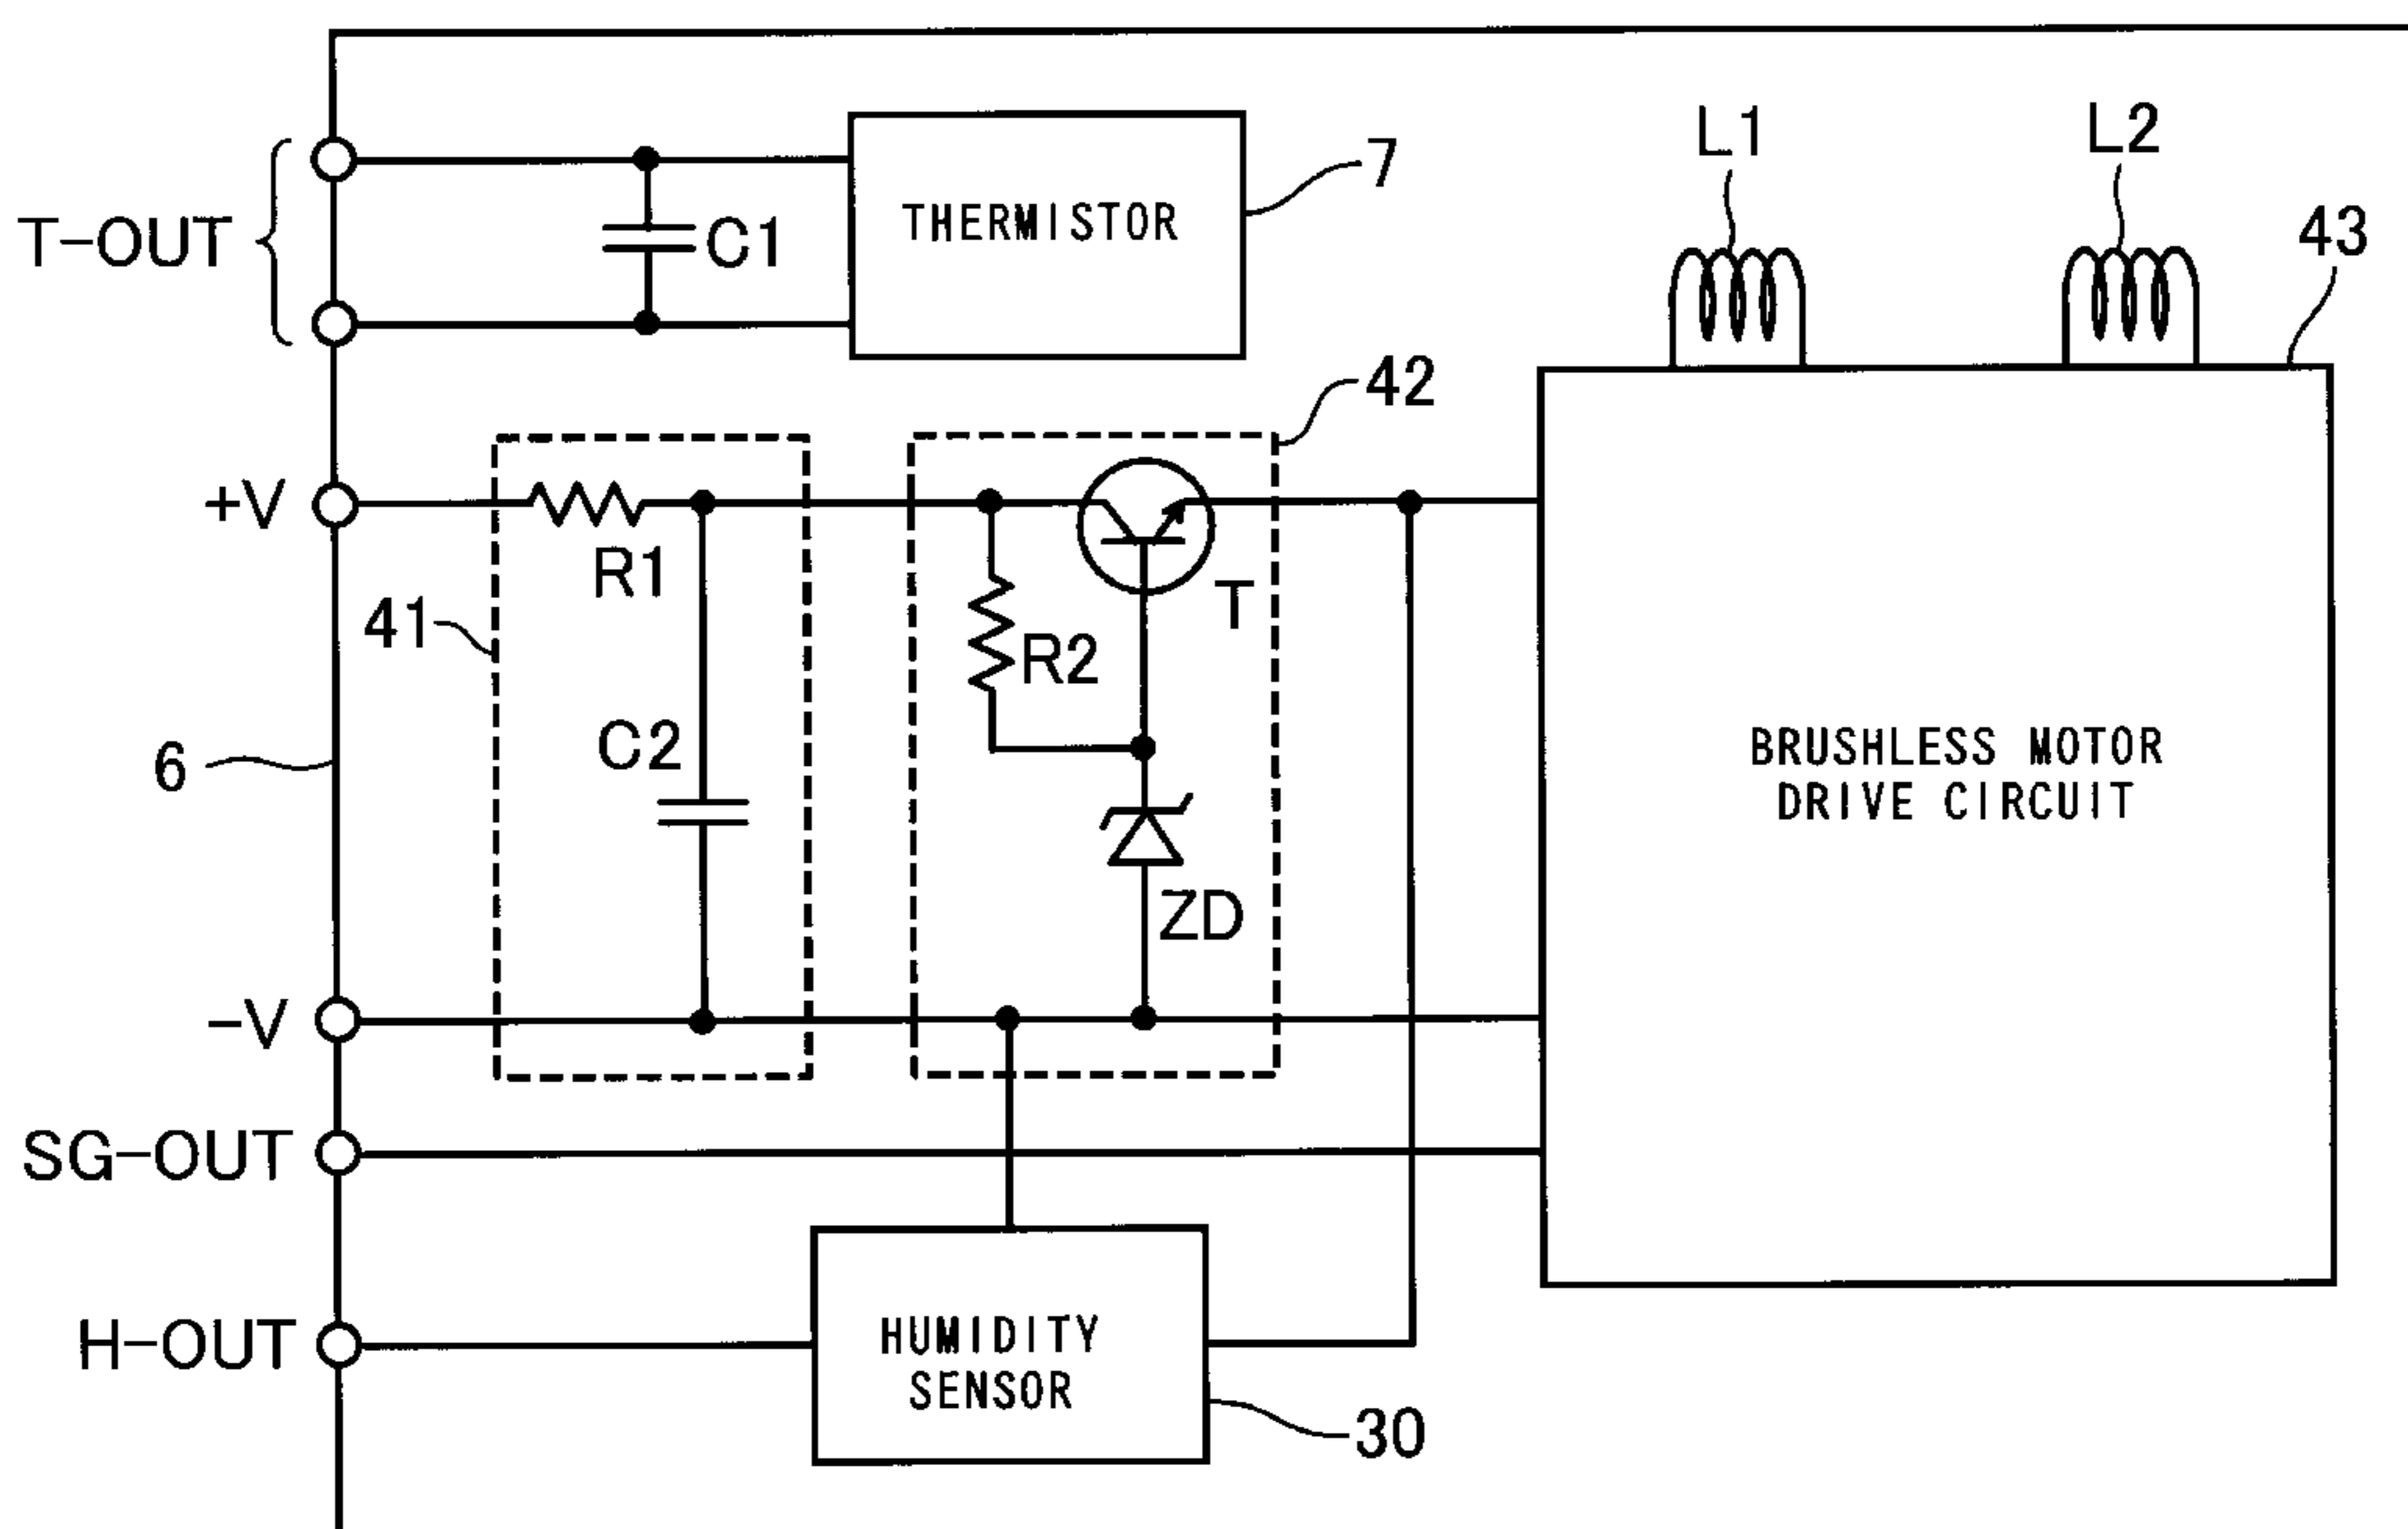 L1
L2
7
T-OUT
C1
THERMISTOR
43
42
+V
R1
41
T
R2
C2
6
BRUSHLESS MOTOR
DRIVE CIRCUIT
ZD
-V
SG-OUT
H-OUT
HUMIDITY
SENSOR
30